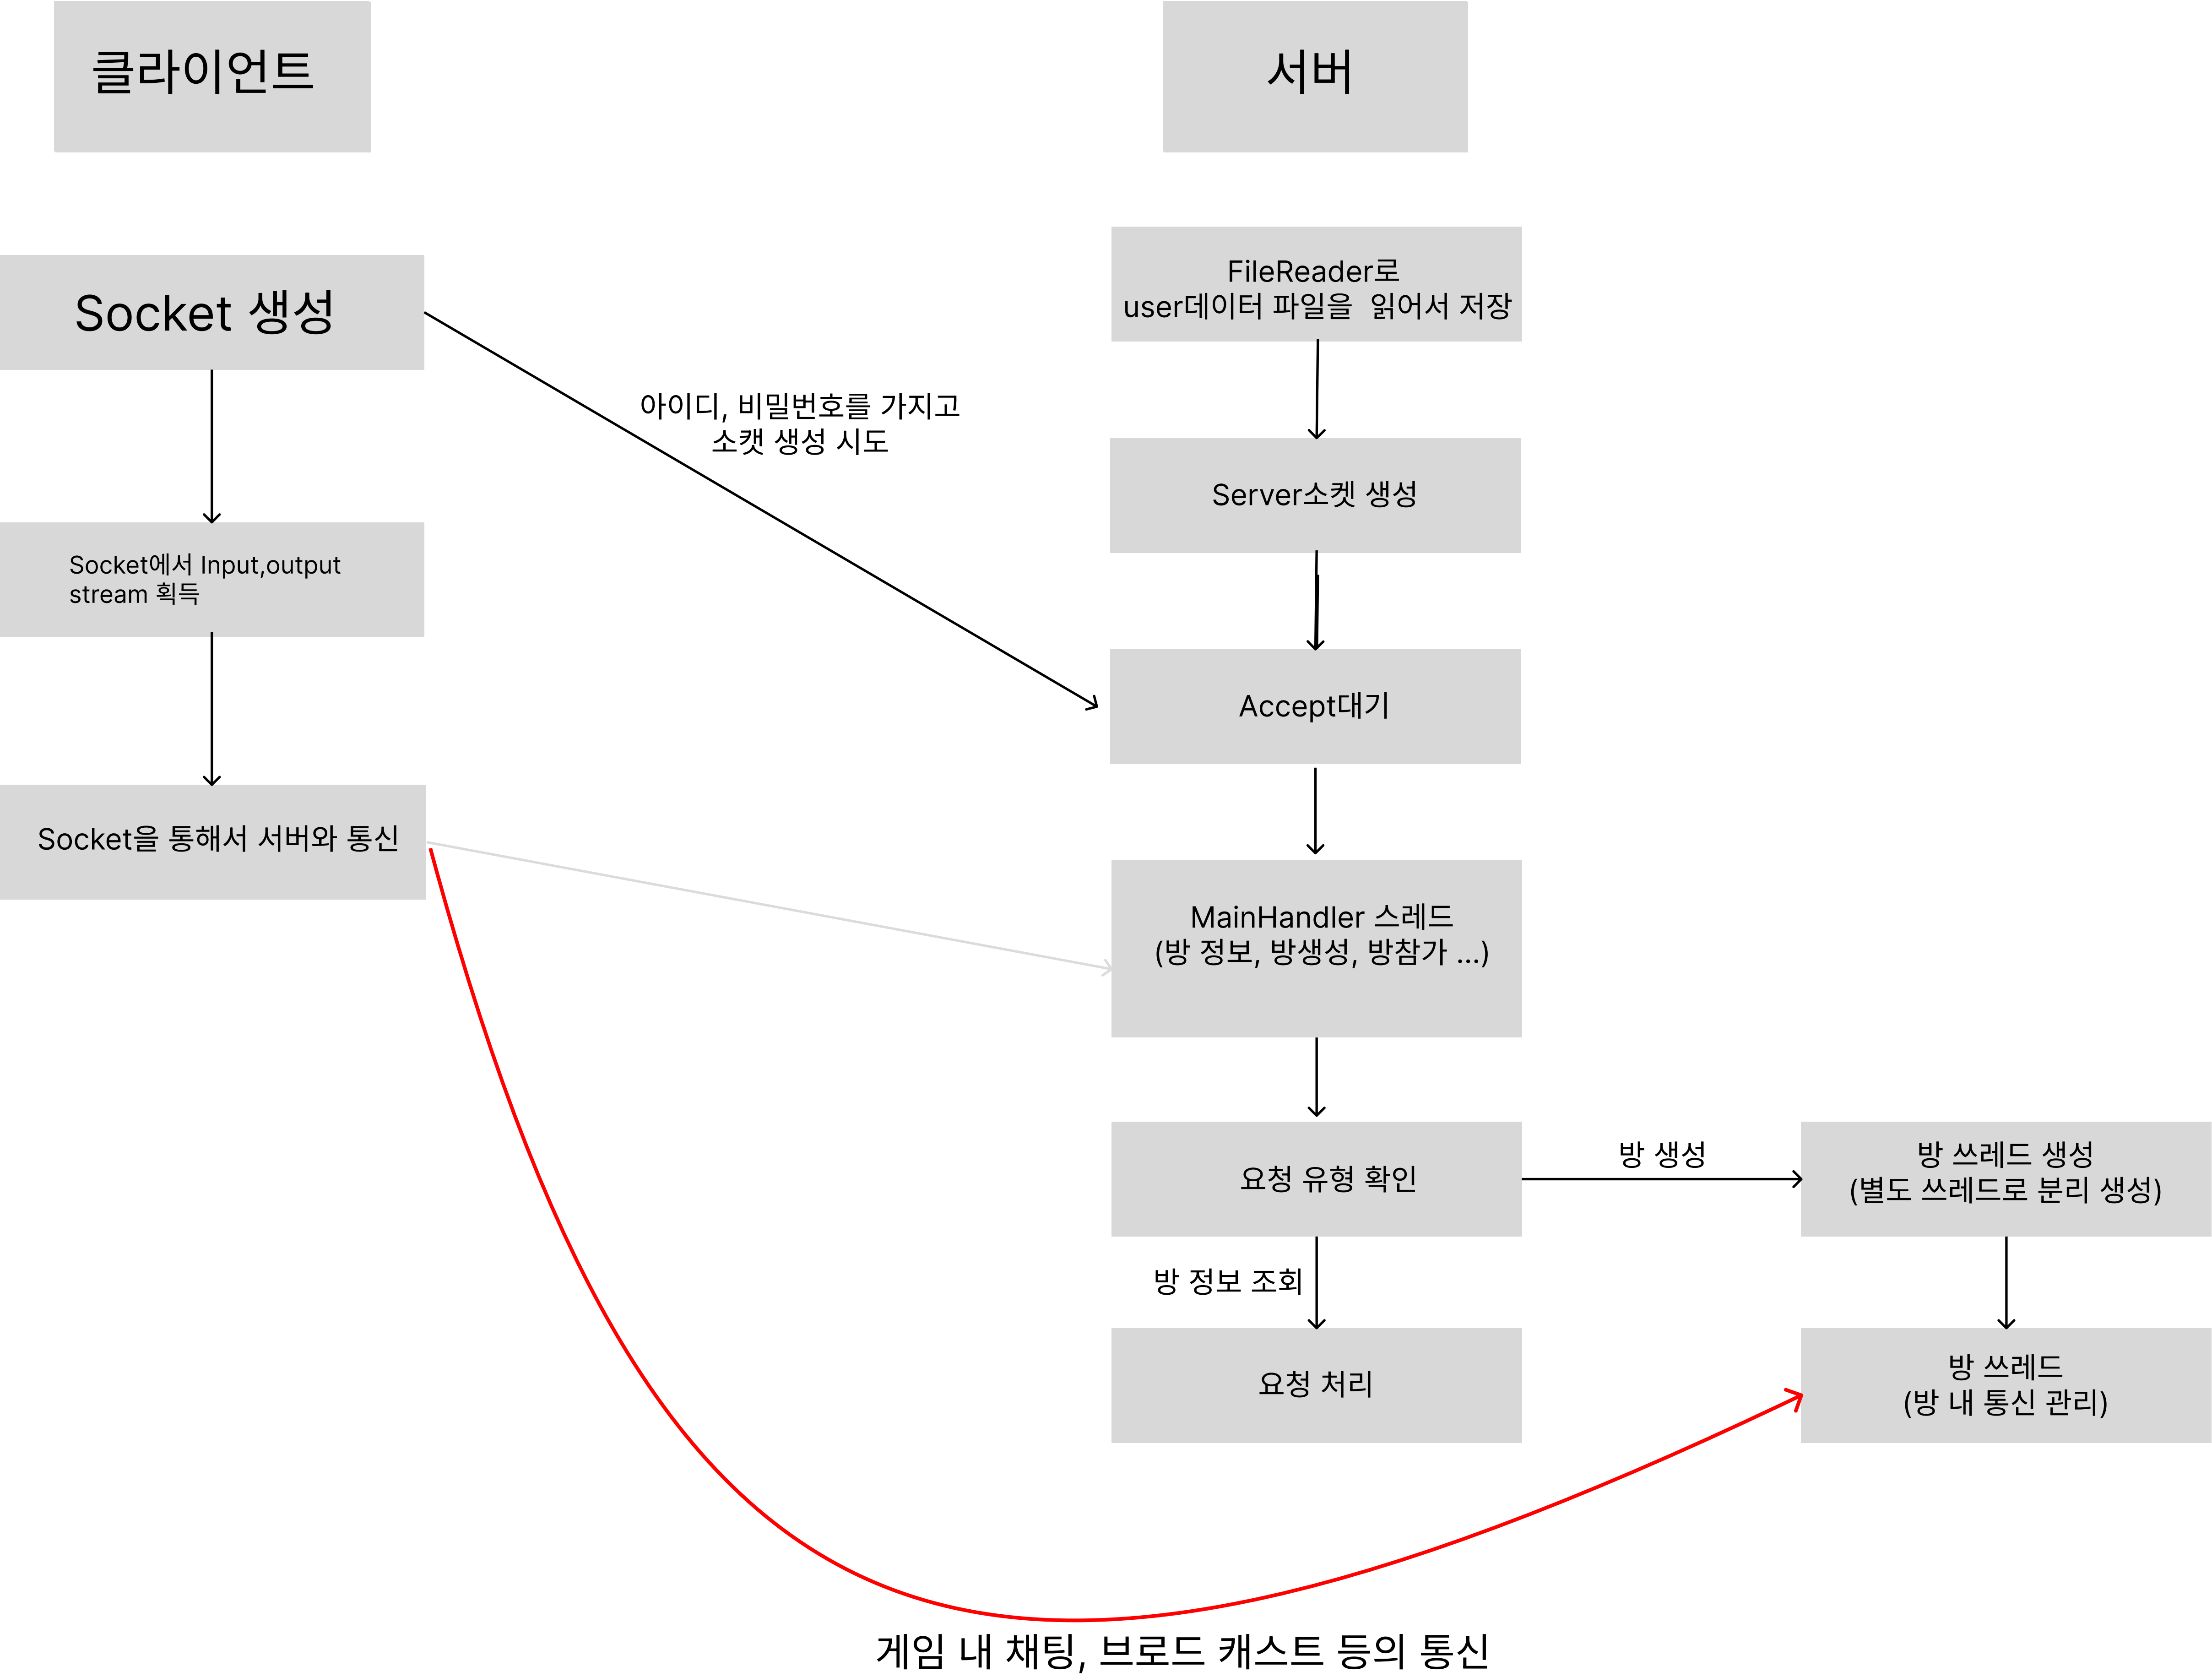 클라이언트
서버
Socket 생성
FileReader로
user데이터 파일을  읽어서 저장
아이디, 비밀번호를 가지고
소캣 생성 시도
Server소켓 생성
Socket에서 Input,output
stream 획득
Accept대기
Socket을 통해서 서버와 통신
MainHandler 스레드
(방 정보, 방생성, 방참가 ...)
요청 유형 확인
방 생성
방 쓰레드 생성
(별도 쓰레드로 분리 생성)
방 정보 조회
요청 처리
방 쓰레드
(방 내 통신 관리)
게임 내 채팅, 브로드 캐스트 등의 통신